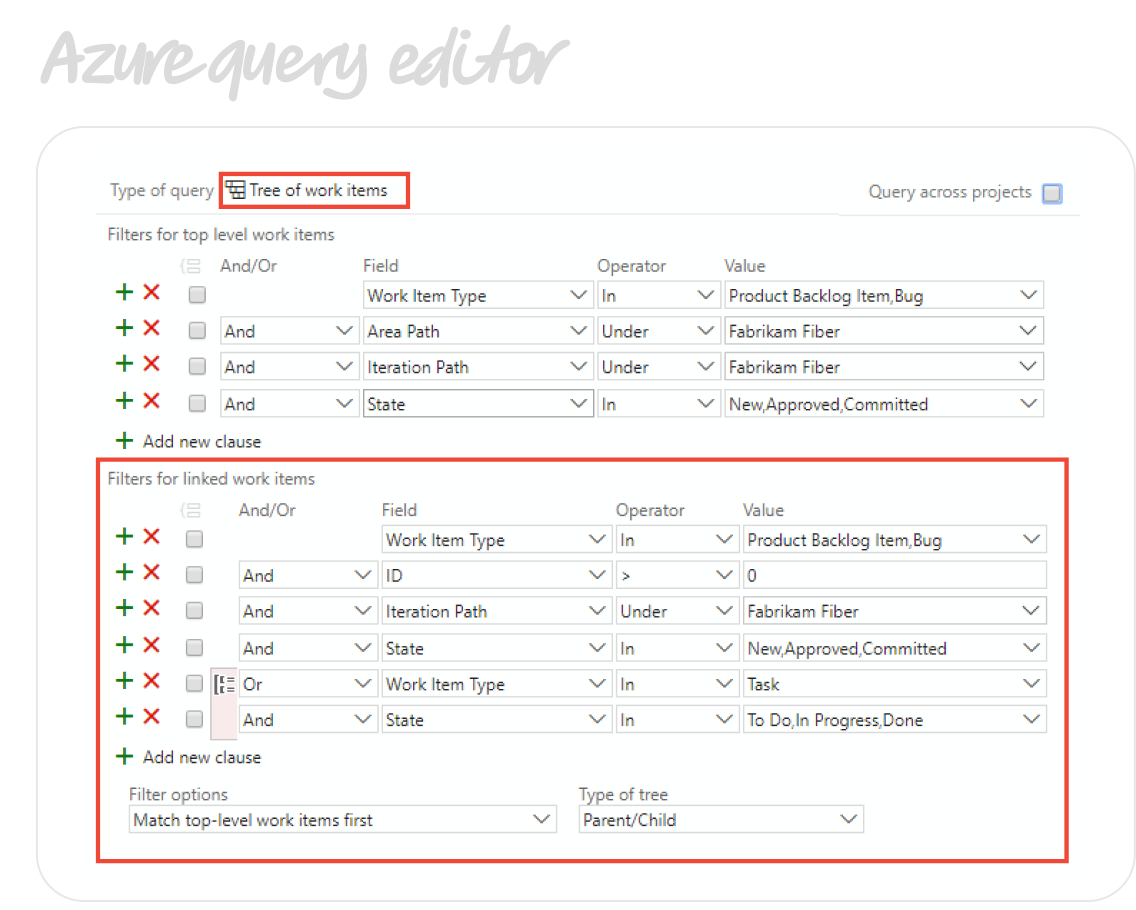 Azure query editor
Type of query Tree of work items Query across projects
Filters for top level work items
And/Or Field Operator Value
Work Item Type In Product Backlog Item,Bug
And Area Path Under Fabrikam Fiber
And Iteration Path Under Fabrikam Fiber
And State In New,Approved,Committed
+ Add new clause
Filters for linked work items
And/Or Field Operator Value
Work Item Type In Product Backlog Item,Bug
And ID > 0
And Iteration Path Under Fabrikam Fiber
And State In New,Approved,Committed
Or Work Item Type In Task
And State In To Do,In Progress,Done
+ Add new clause
Filter options Type of tree
Match top-level work items first Parent/Child